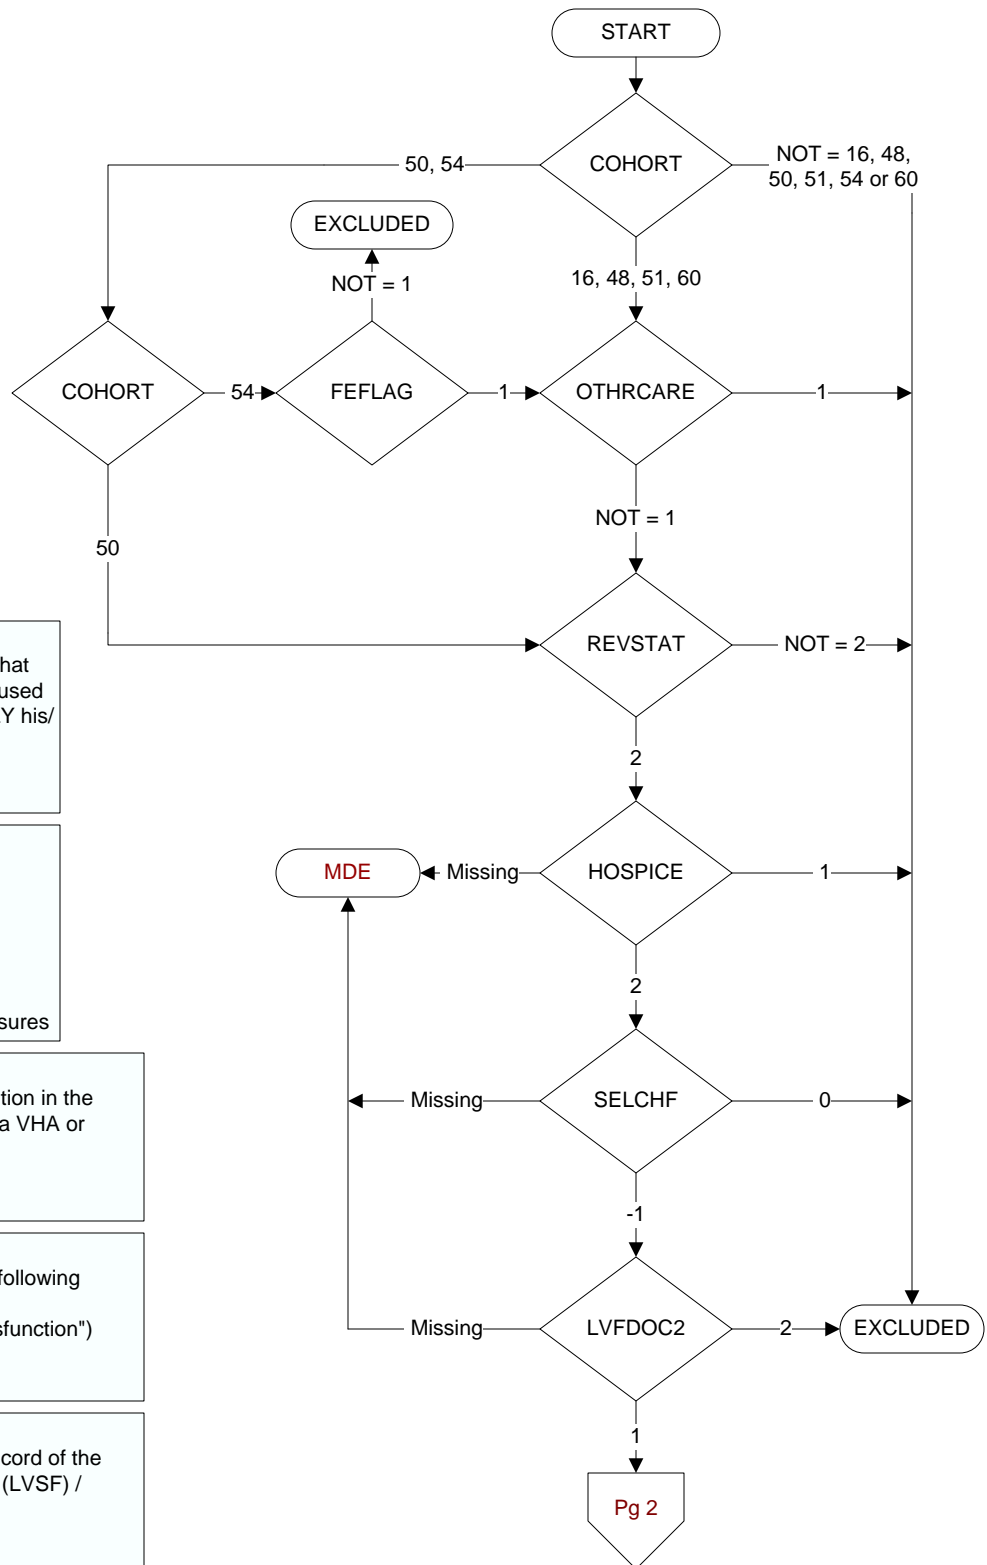 START
COHORT
50, 54
NOT = 16, 48,
50, 51, 54 or 60
EXCLUDED
NOT = 1
16, 48, 51, 60
COHORT
54
FEFLAG
1
OTHRCARE
1
NOT = 1
50
REVSTAT
NOT = 2
2
MDE
Missing
HOSPICE
1
2
Missing
SELCHF
0
-1
Missing
LVFDOC2
2
EXCLUDED
1
Pg 2
hat
used
Y his/
sures
tion in the
a VHA or
following
sfunction")
cord of the
(LVSF) /